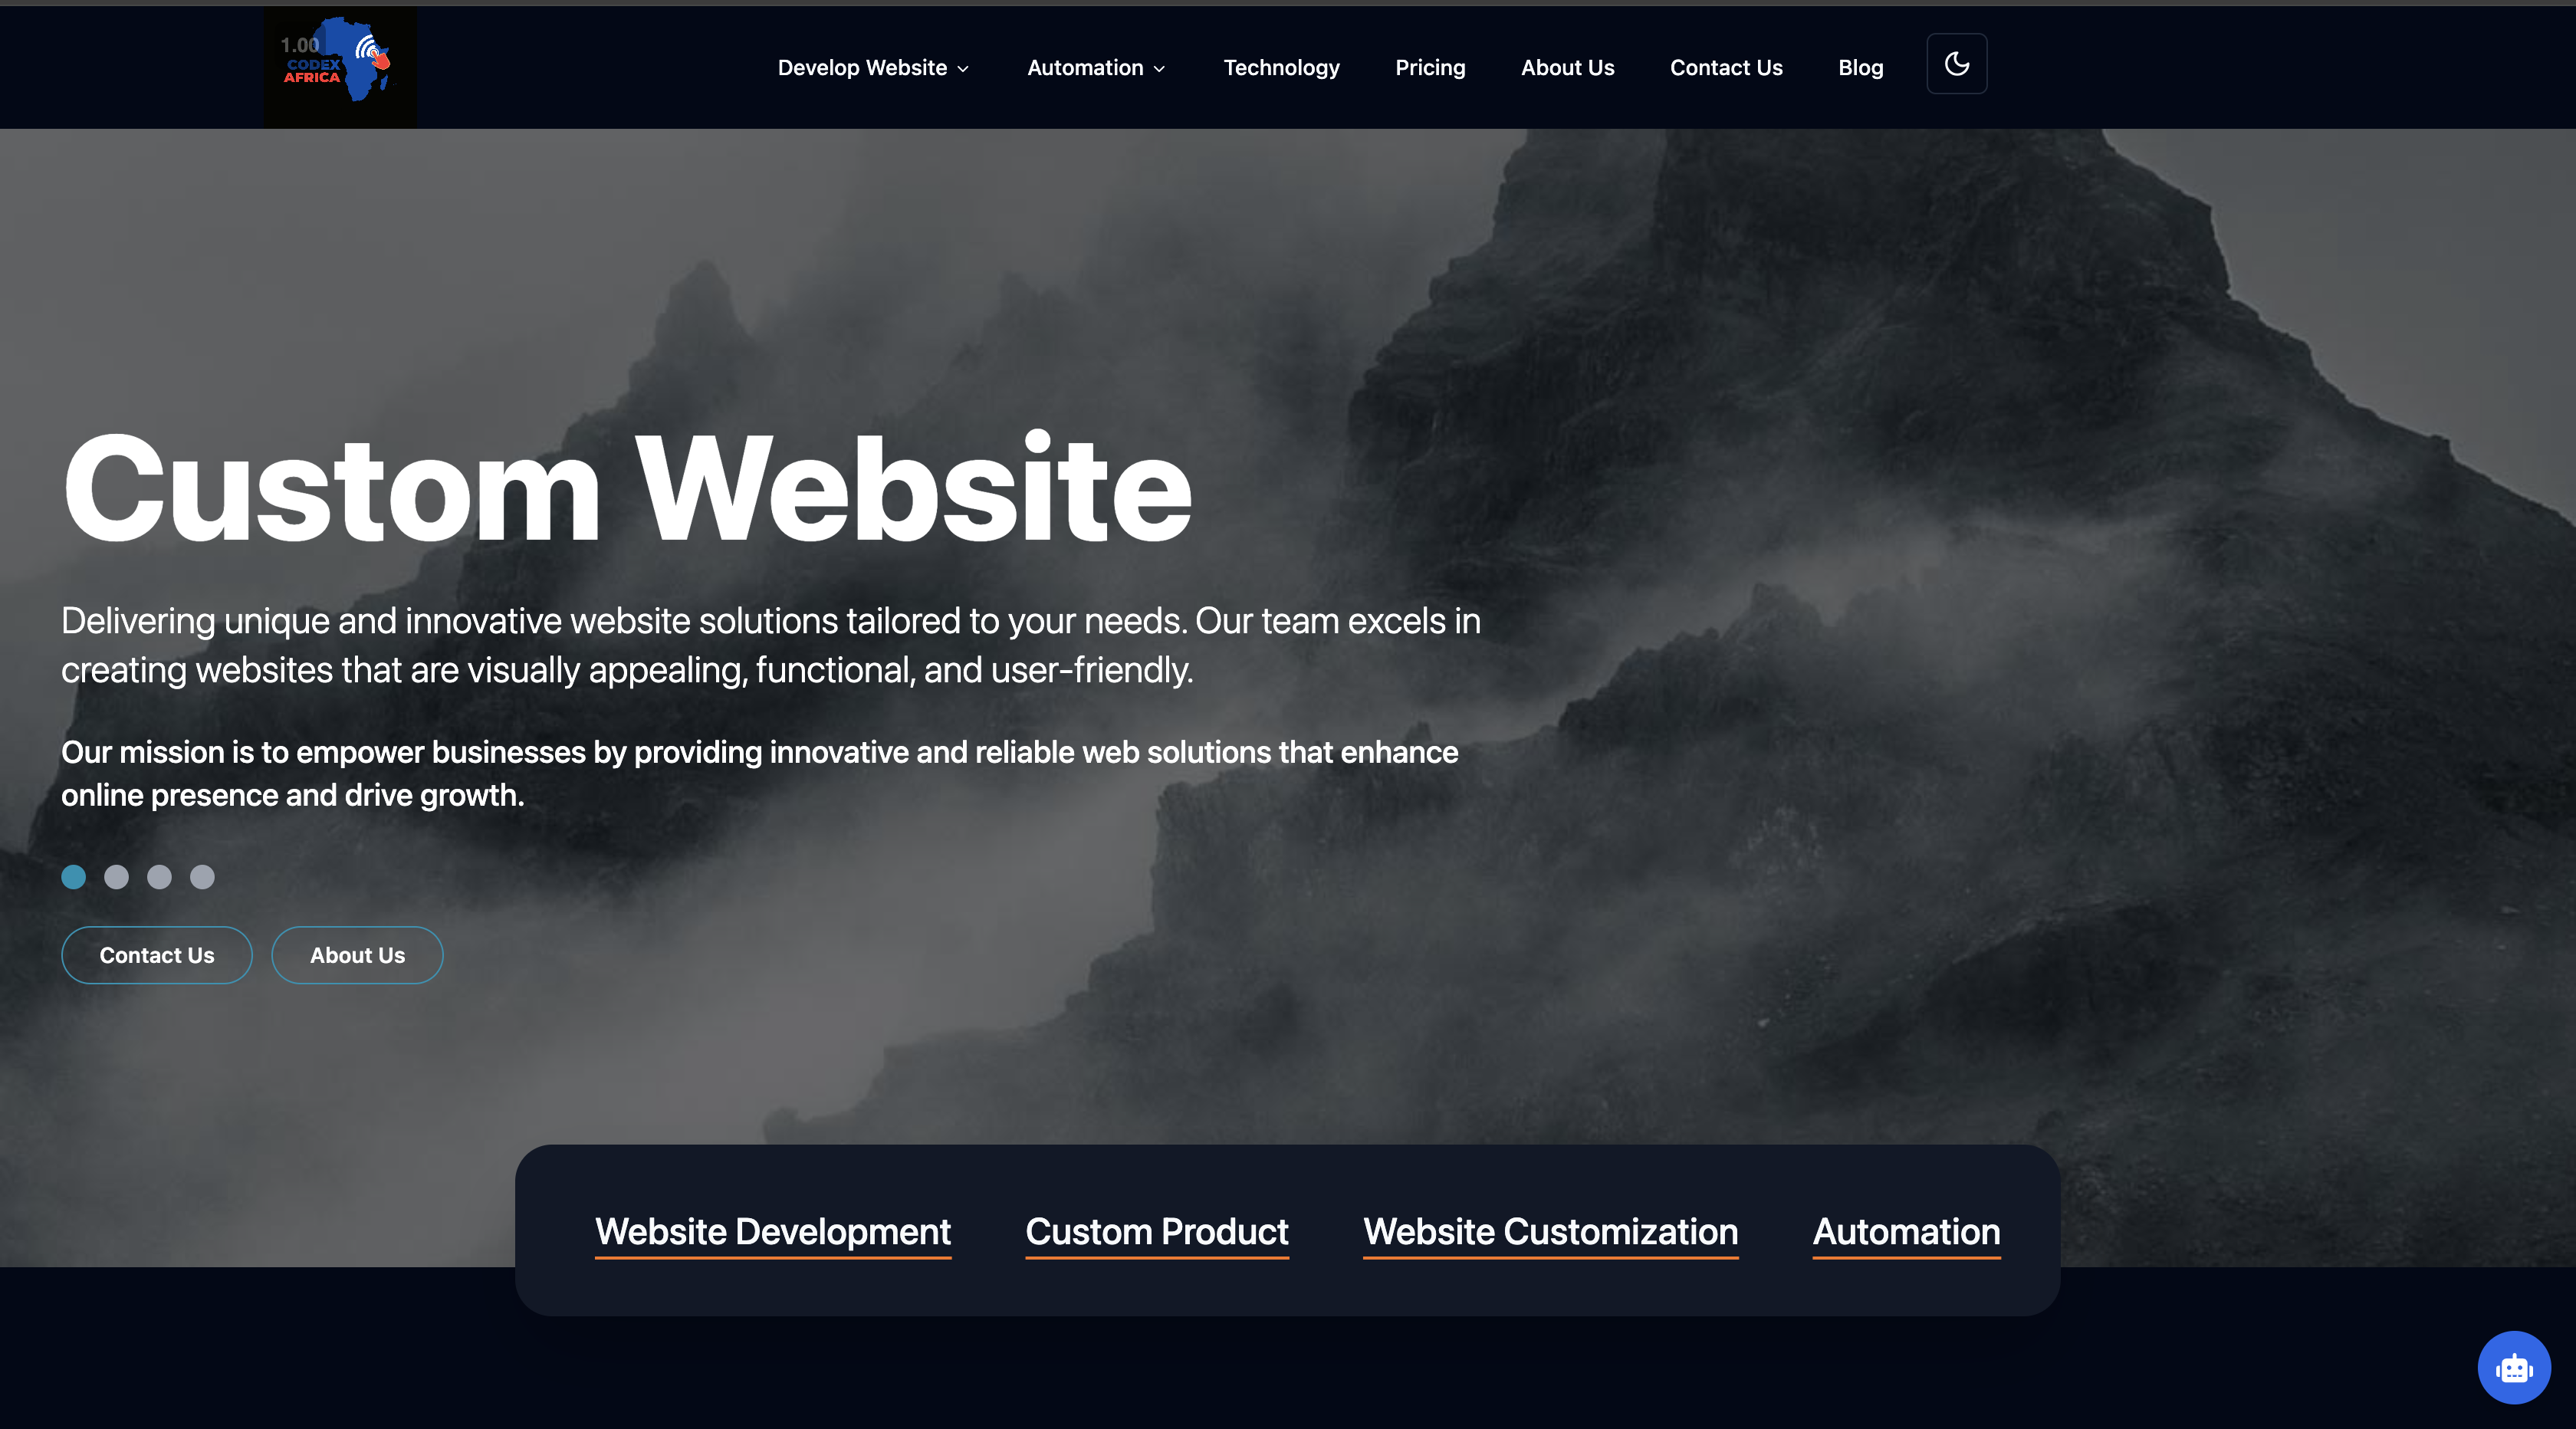 1.00
CODEX
AFRICA
Develop Website
Automation
Technology
Pricing
About Us
Contact Us
Blog
Custom Website
Delivering unique and innovative website solutions tailored to your needs. Our team excels in
creating websites that are visually appealing, functional, and user-friendly.
Our mission is to empower businesses by providing innovative and reliable web solutions that enhance
online presence and drive growth.
Contact Us
About Us
Website Development
Custom Product
Website Customization
Automation